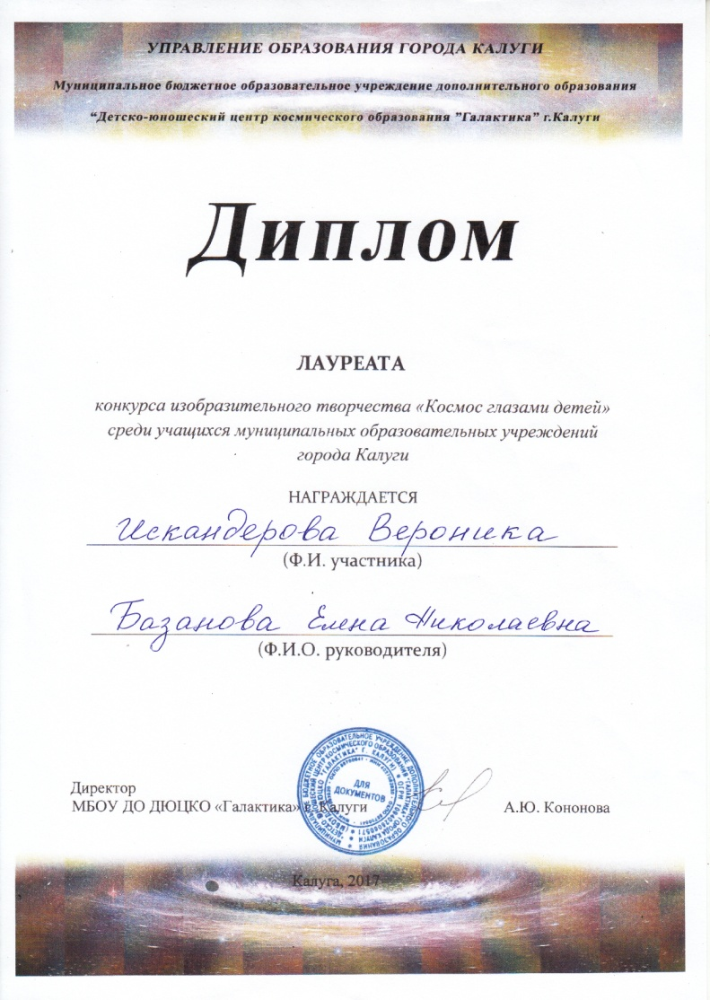 УПРАВЛЕНИЕ ОБРАЗОВАНИЯ ГОРОДА КАЛУГИ
Муниципальное бюджетное образовательное учреждение дополнительного образования
“Детско-юношеский центр космического образования ”Галактика” г.Калуги
Диплом
ЛАУРЕАТА
конкурса изобразительного творчества «Космос глазами детей»
среди учащихся муниципальных образовательных учреждений
города Калуги
НАГРАЖДАЕТСЯ
Искандерова Вероника
(Ф.И. участника)
Базанова Елена Николаевна
(Ф.И.О. руководителя)
ДЛЯ
ДОКУМЕНТОВ
Директор
МБОУ ДО ДЮЦКО «Галактика» г. Калуги А.Ю. Кононова
Калуга, 2017